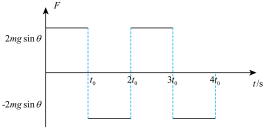 F
2mg sin θ
t₀ 2t₀ 3t₀ 4t₀
t/s
-2mg sin θ